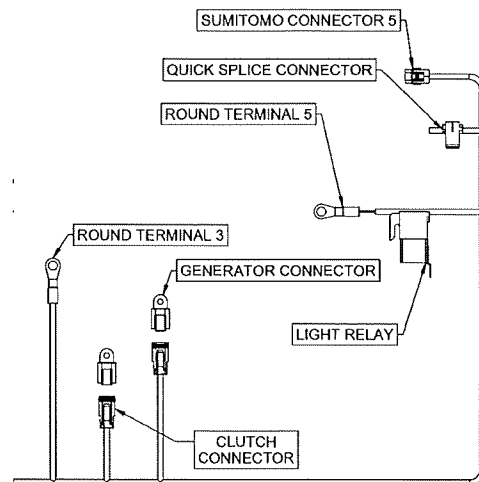 SUMITOMO CONNECTOR 5
QUICK SPLICE CONNECTOR
ROUND TERMINAL 5
ROUND TERMINAL 3
GENERATOR CONNECTOR
LIGHT RELAY
CLUTCH
CONNECTOR